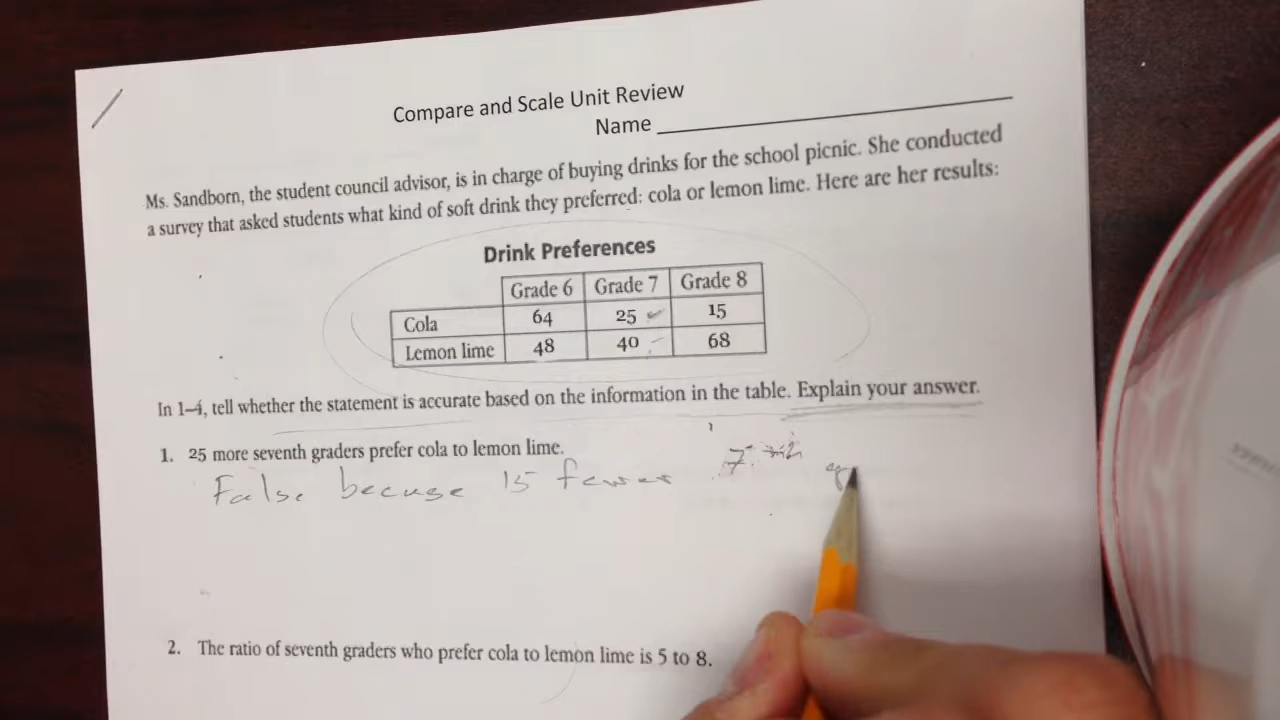 Compare and Scale Unit Review
Name
Ms. Sandborn, the student council advisor, is in charge of buying drinks for the school picnic. She conducted
a survey that asked students what kind of soft drink they preferred: cola or lemon lime. Here are her results:
Drink Preferences
Grade 6 Grade 7 Grade 8
Cola 64 25 15
Lemon lime 48 40 68
In 1–4, tell whether the statement is accurate based on the information in the table. Explain your answer.
1. 25 more seventh graders prefer cola to lemon lime.
False becuse 15 fewer 7th
2. The ratio of seventh graders who prefer cola to lemon lime is 5 to 8.